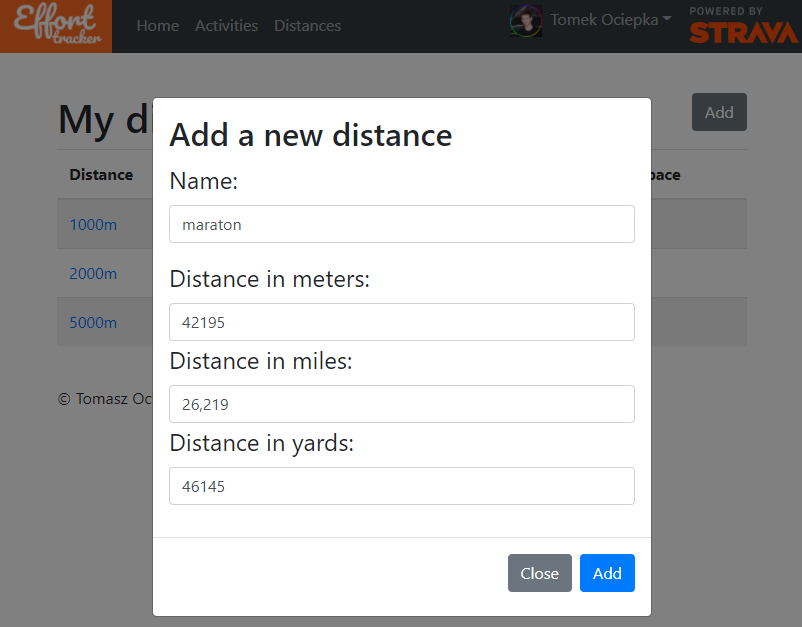 Effort
tracker
Home Activities Distances
Tomek Ociepka
POWERED BY
STRAVA
My di
Add
Distance
pace
1000m
2000m
5000m
© Tomasz Oc
Add a new distance
Name:
maraton
Distance in meters:
42195
Distance in miles:
26,219
Distance in yards:
46145
Close Add